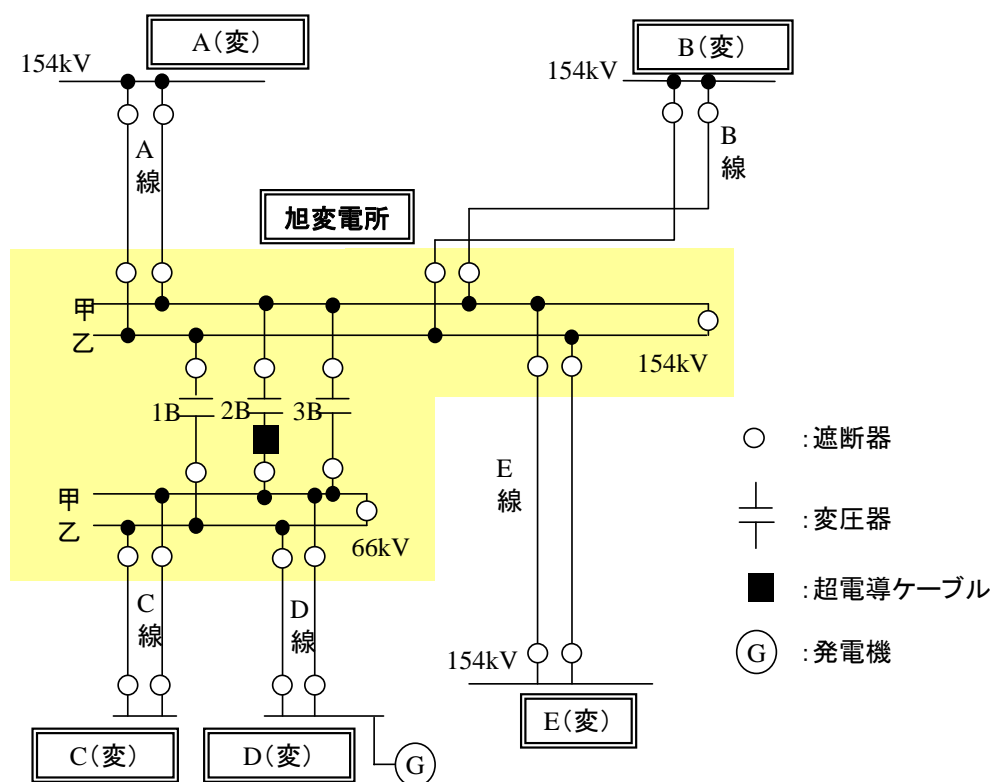 A(変)
154kV
A
線
B(変)
154kV
B
線
旭変電所
甲
乙
154kV
1B
2B
3B
甲
乙
66kV
C
線
D
線
E
線
154kV
C(変)
D(変)
G
E(変)
:遮断器
:変圧器
:超電導ケーブル
G :発電機